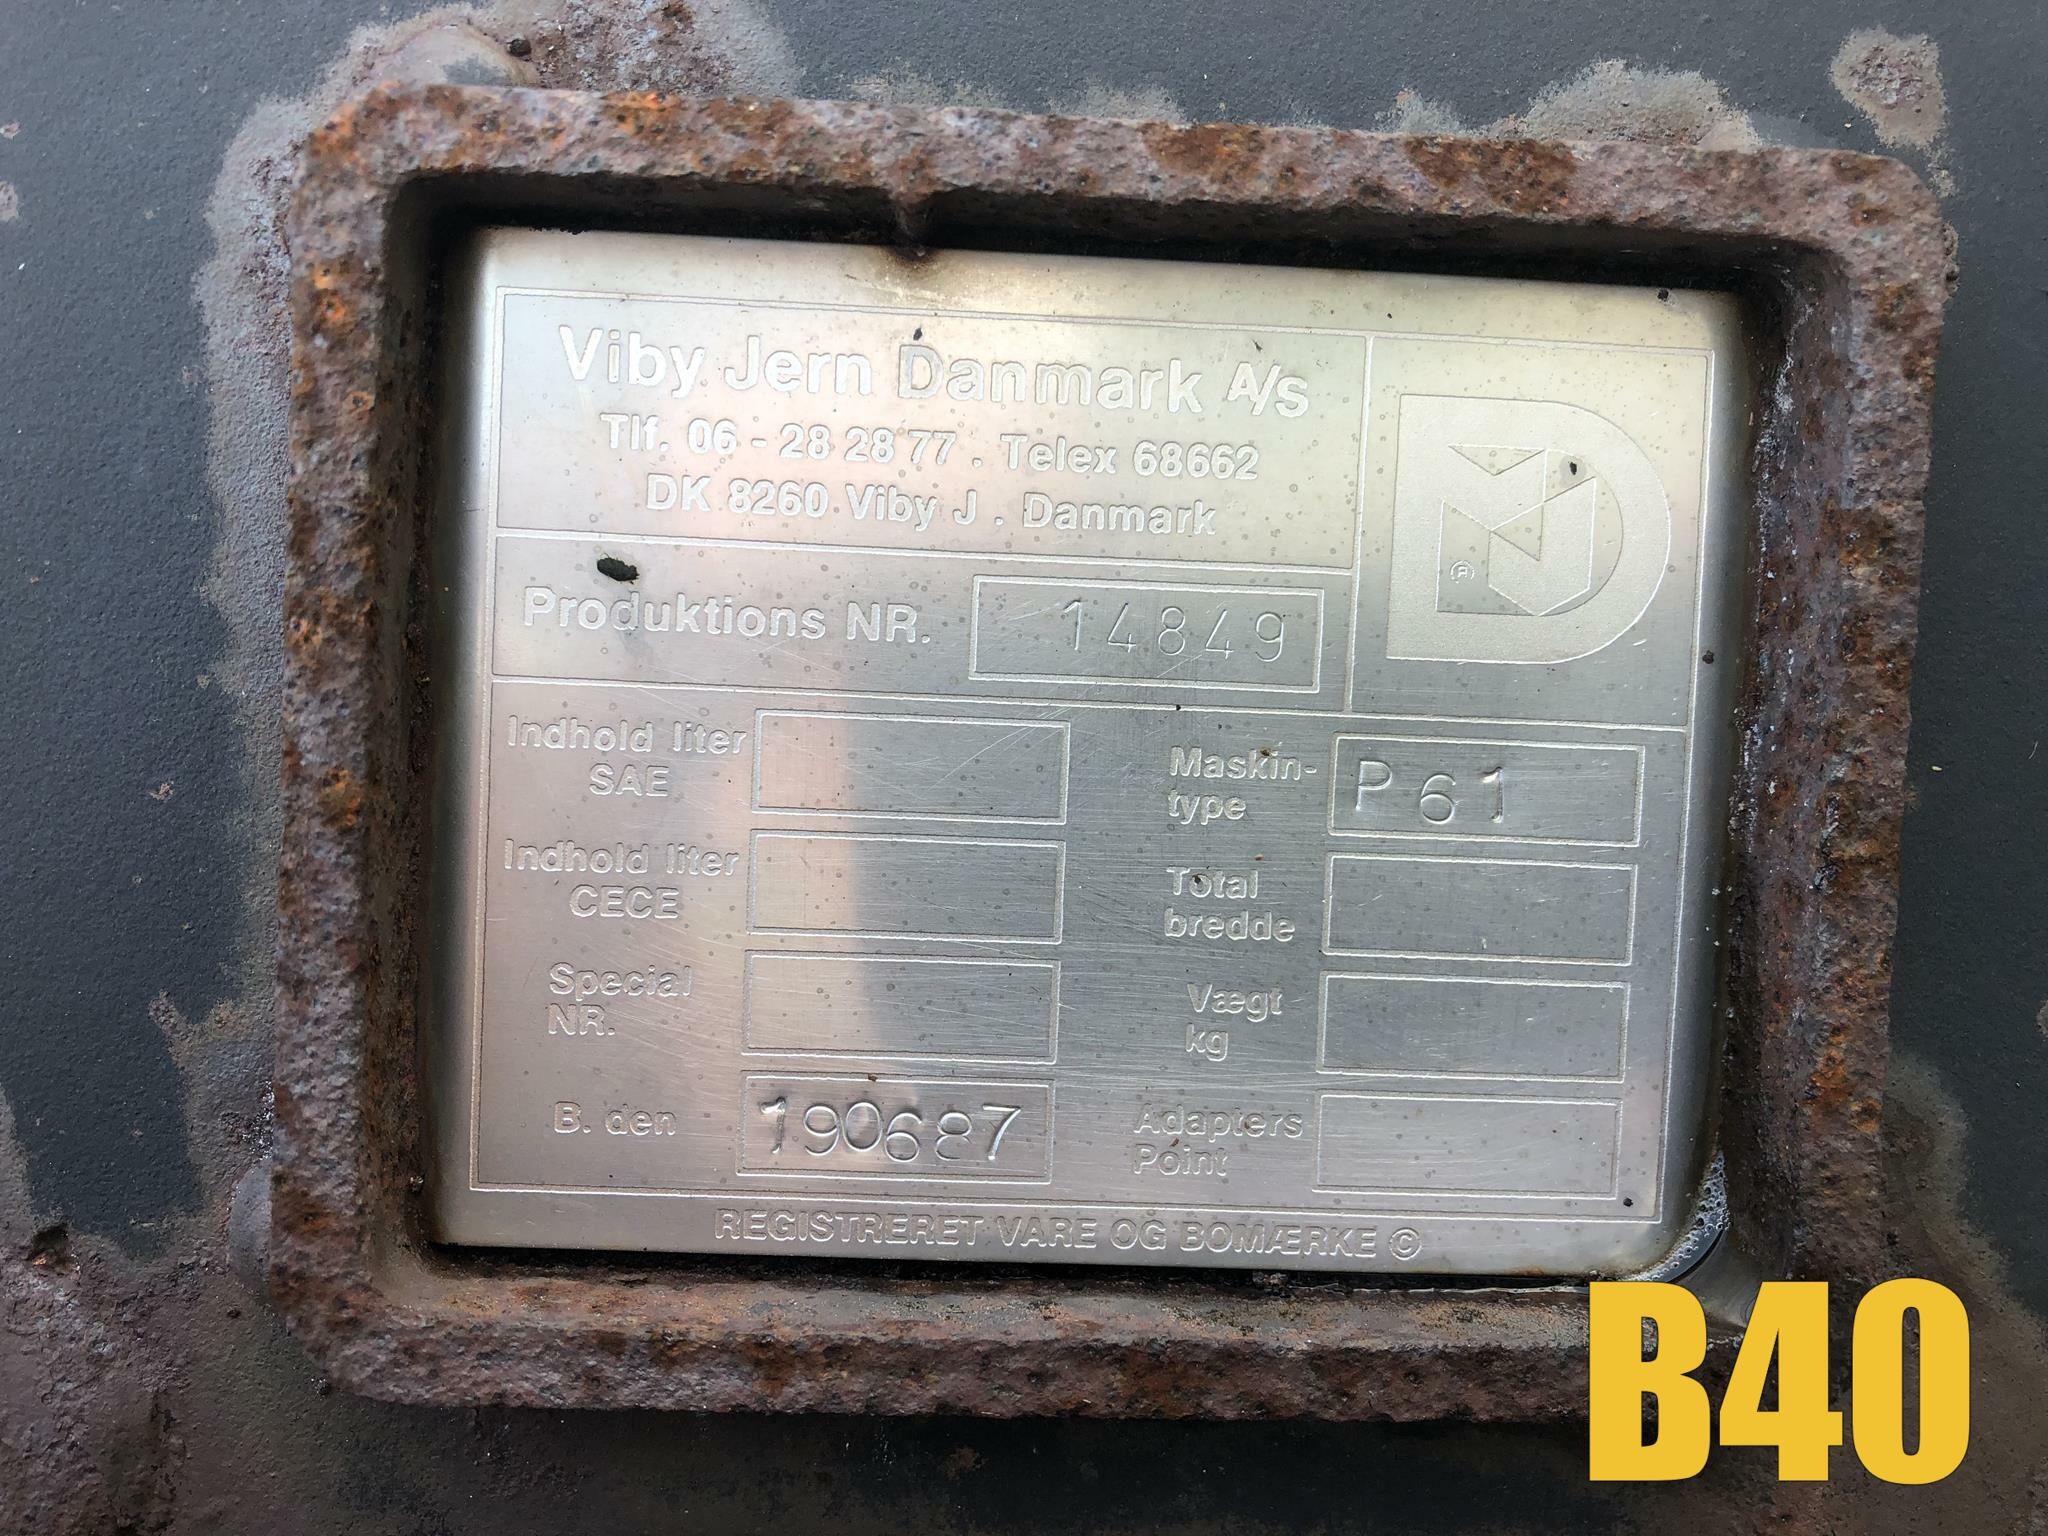 Viby Jern Danmark A/S
Tlf. 06 - 28 28 77 . Telex 68662
DK 8260 Viby J . Danmark
®
Produktions NR. 14849
Indhold liter
SAE
Maskin-
type
P 61
Indhold liter
CECE
Total
bredde
Special
NR.
Vægt
kg
B. den 190687
Adapters
Point
REGISTRERET VARE OG BOMÆRKE ©
B40